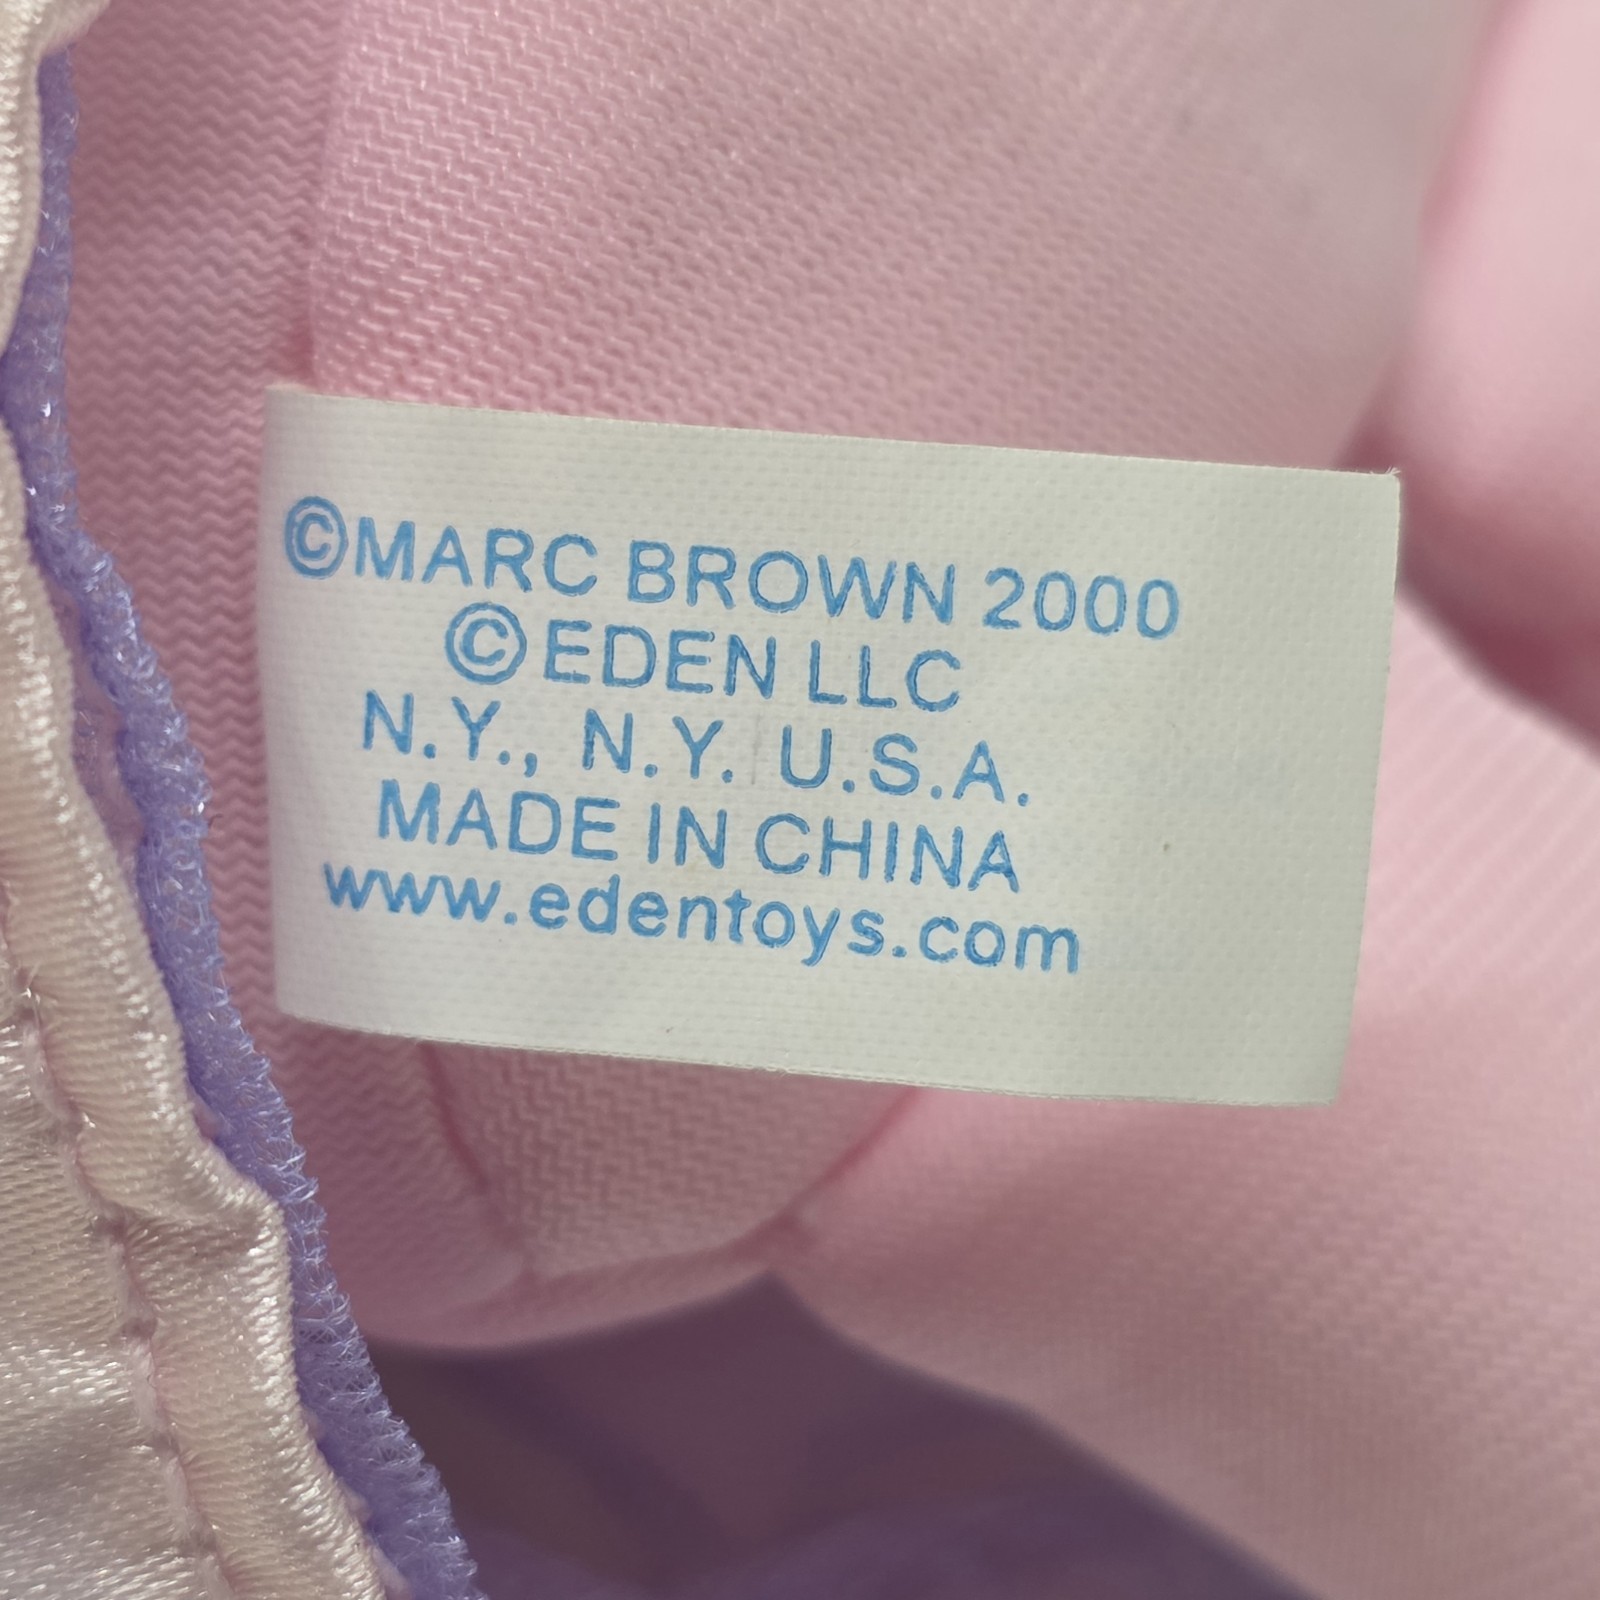 ©MARC BROWN 2000
©EDEN LLC
N.Y., N.Y. U.S.A.
MADE IN CHINA
www.edentoys.com